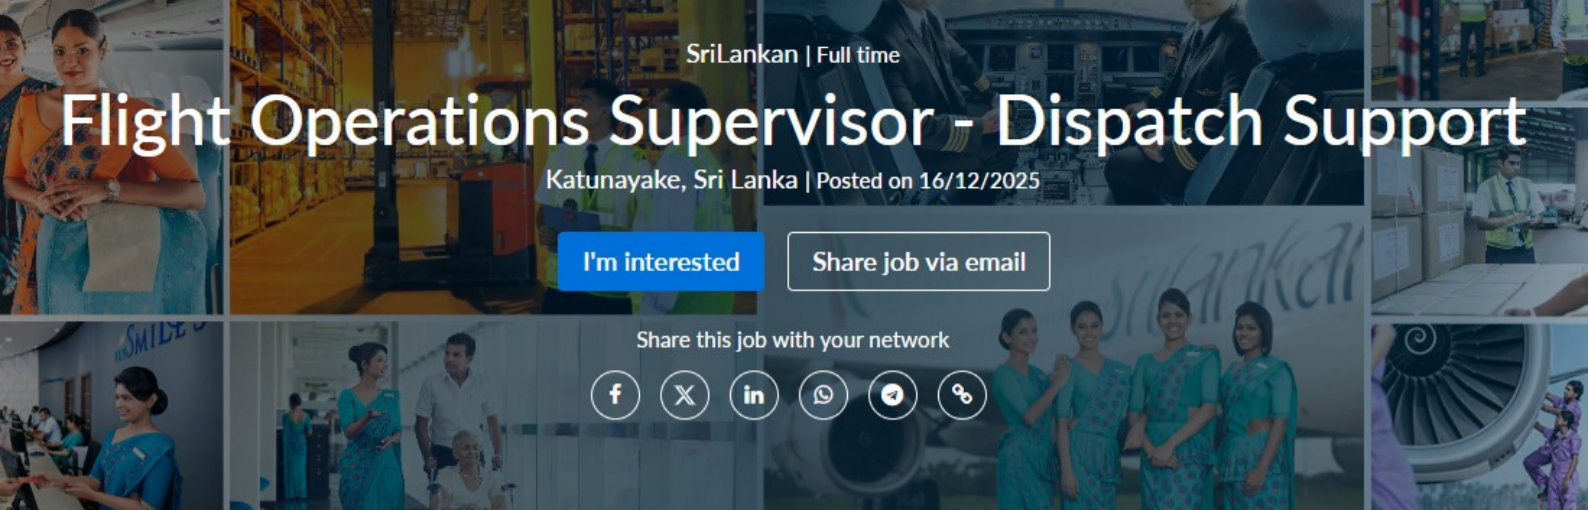 SriLankan | Full time
Flight Operations Supervisor - Dispatch Support
Katunayake, Sri Lanka | Posted on 16/12/2025
I'm interested
Share job via email
Share this job with your network